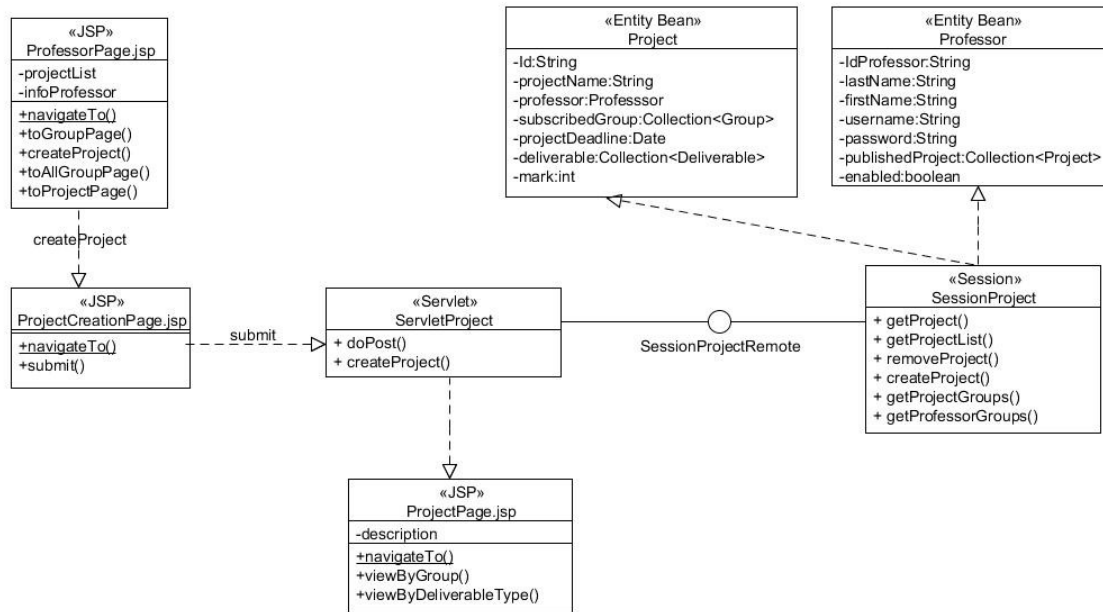 «JSP»
ProfessorPage.jsp
-projectList
-infoProfessor
+navigateTo()
+toGroupPage()
+createProject()
+toAllGroupPage()
+toProjectPage()
createProject
«Entity Bean»
Project
-Id:String
-projectName:String
-professor:Professsor
-subscribedGroup:Collection<Group>
-projectDeadline:Date
-deliverable:Collection<Deliverable>
-mark:int
«Entity Bean»
Professor
-IdProfessor:String
-lastName:String
-firstName:String
-username:String
-password:String
-publishedProject:Collection<Project>
-enabled:boolean
«JSP»
ProjectCreationPage.jsp
+navigateTo()
+submit()
submit
«Servlet»
ServletProject
+ doPost()
+ createProject()
SessionProjectRemote
«Session»
SessionProject
+ getProject()
+ getProjectList()
+ removeProject()
+ createProject()
+ getProjectGroups()
+ getProfessorGroups()
«JSP»
ProjectPage.jsp
-description
+navigateTo()
+viewByGroup()
+viewByDeliverableType()